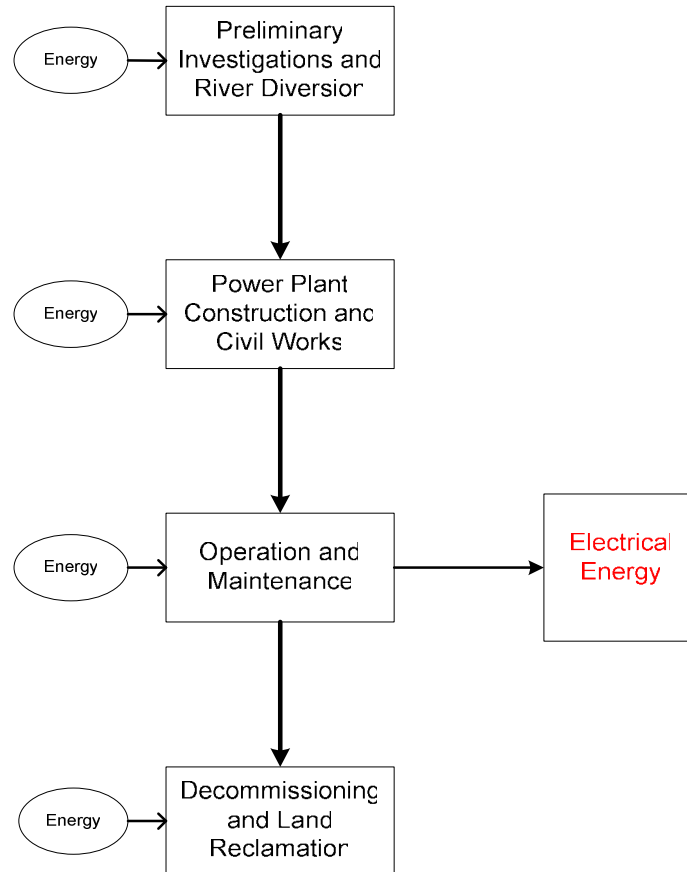 Energy
Preliminary
Investigations and
River Diversion
Energy
Power Plant
Construction and
Civil Works
Energy
Operation and
Maintenance
Electrical
Energy
Energy
Decommissioning
and Land
Reclamation